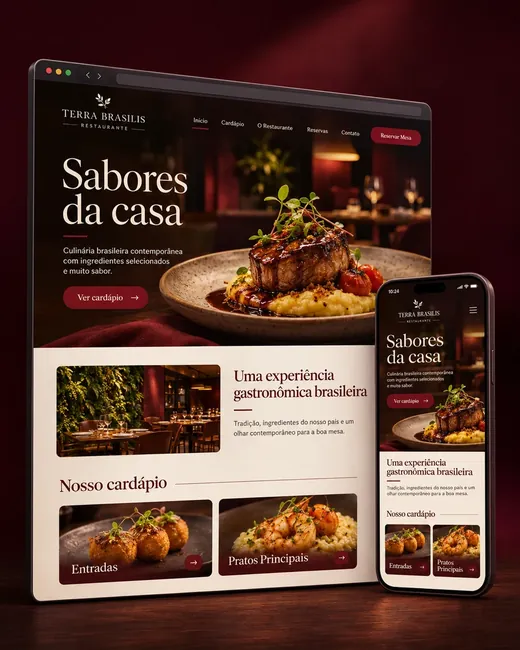 TERRA BRASILIS
RESTAURANTE
Início
Cardápio
O Restaurante
Reservas
Contato
Reservar Mesa
Sabores
da casa
Culinária brasileira contemporânea
com ingredientes selecionados
e muito sabor.
Ver cardápio →
Uma experiência
gastronômica brasileira
Tradição, ingredientes do nosso país e um
olhar contemporâneo para a boa mesa.
Nosso cardápio
Entradas →
Pratos Principais →
10:24
TERRA BRASILIS
RESTAURANTE
Sabores
da casa
Culinária brasileira contemporânea
com ingredientes selecionados
e muito sabor.
Ver cardápio →
Uma experiência
gastronômica brasileira
Tradição, ingredientes do nosso país e um
olhar contemporâneo para a boa mesa.
Nosso cardápio
Entradas →
Pratos
Principais →